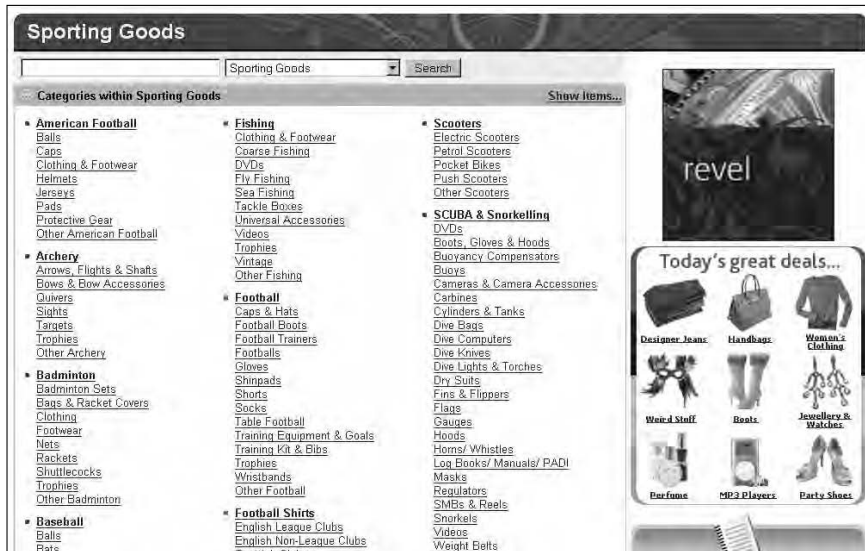 Sporting Goods
Sporting Goods
Search
Categories within Sporting Goods
Show Items...
American Football
Balls
Caps
Clothing & Footwear
Helmets
Jerseys
Pads
Protective Gear
Other American Football
Archery
Arrows, Flights & Shafts
Bows & Bow Accessories
Quivers
Sights
Targets
Trophies
Other Archery
Badminton
Badminton Sets
Bags & Racket Covers
Clothing
Footwear
Nets
Rackets
Shuttlecocks
Trophies
Other Badminton
Baseball
Balls
Bats
Fishing
Clothing & Footwear
Coarse Fishing
DVDs
Fly Fishing
Sea Fishing
Tackle Boxes
Universal Accessories
Videos
Trophies
Vintage
Other Fishing
Football
Caps & Hats
Football Boots
Football Trainers
Footballs
Gloves
Shinpads
Shorts
Socks
Table Football
Training Equipment & Goals
Training Kit & Bibs
Trophies
Wristbands
Other Football
Football Shirts
English League Clubs
English Non-League Clubs
Scooters
Electric Scooters
Petrol Scooters
Pocket Bikes
Push Scooters
Other Scooters
SCUBA & Snorkelling
DVDs
Boots, Gloves & Hoods
Buoyancy Compensators
Buoys
Cameras & Camera Accessories
Carbines
Cylinders & Tanks
Dive Bags
Dive Computers
Dive Knives
Dive Lights & Torches
Dry Suits
Fins & Flippers
Flags
Gauges
Hoods
Horns/ Whistles
Log Books/ Manuals/ PADI
Masks
Regulators
SMBs & Reels
Snorkels
Videos
Weight Belts
revel
Today's great deals...
Designer Jeans
Handbags
Women's
Clothing
Weird Stuff
Boots
Jewellery &
Watches
Perfume
MP3 Players
Party Shoes